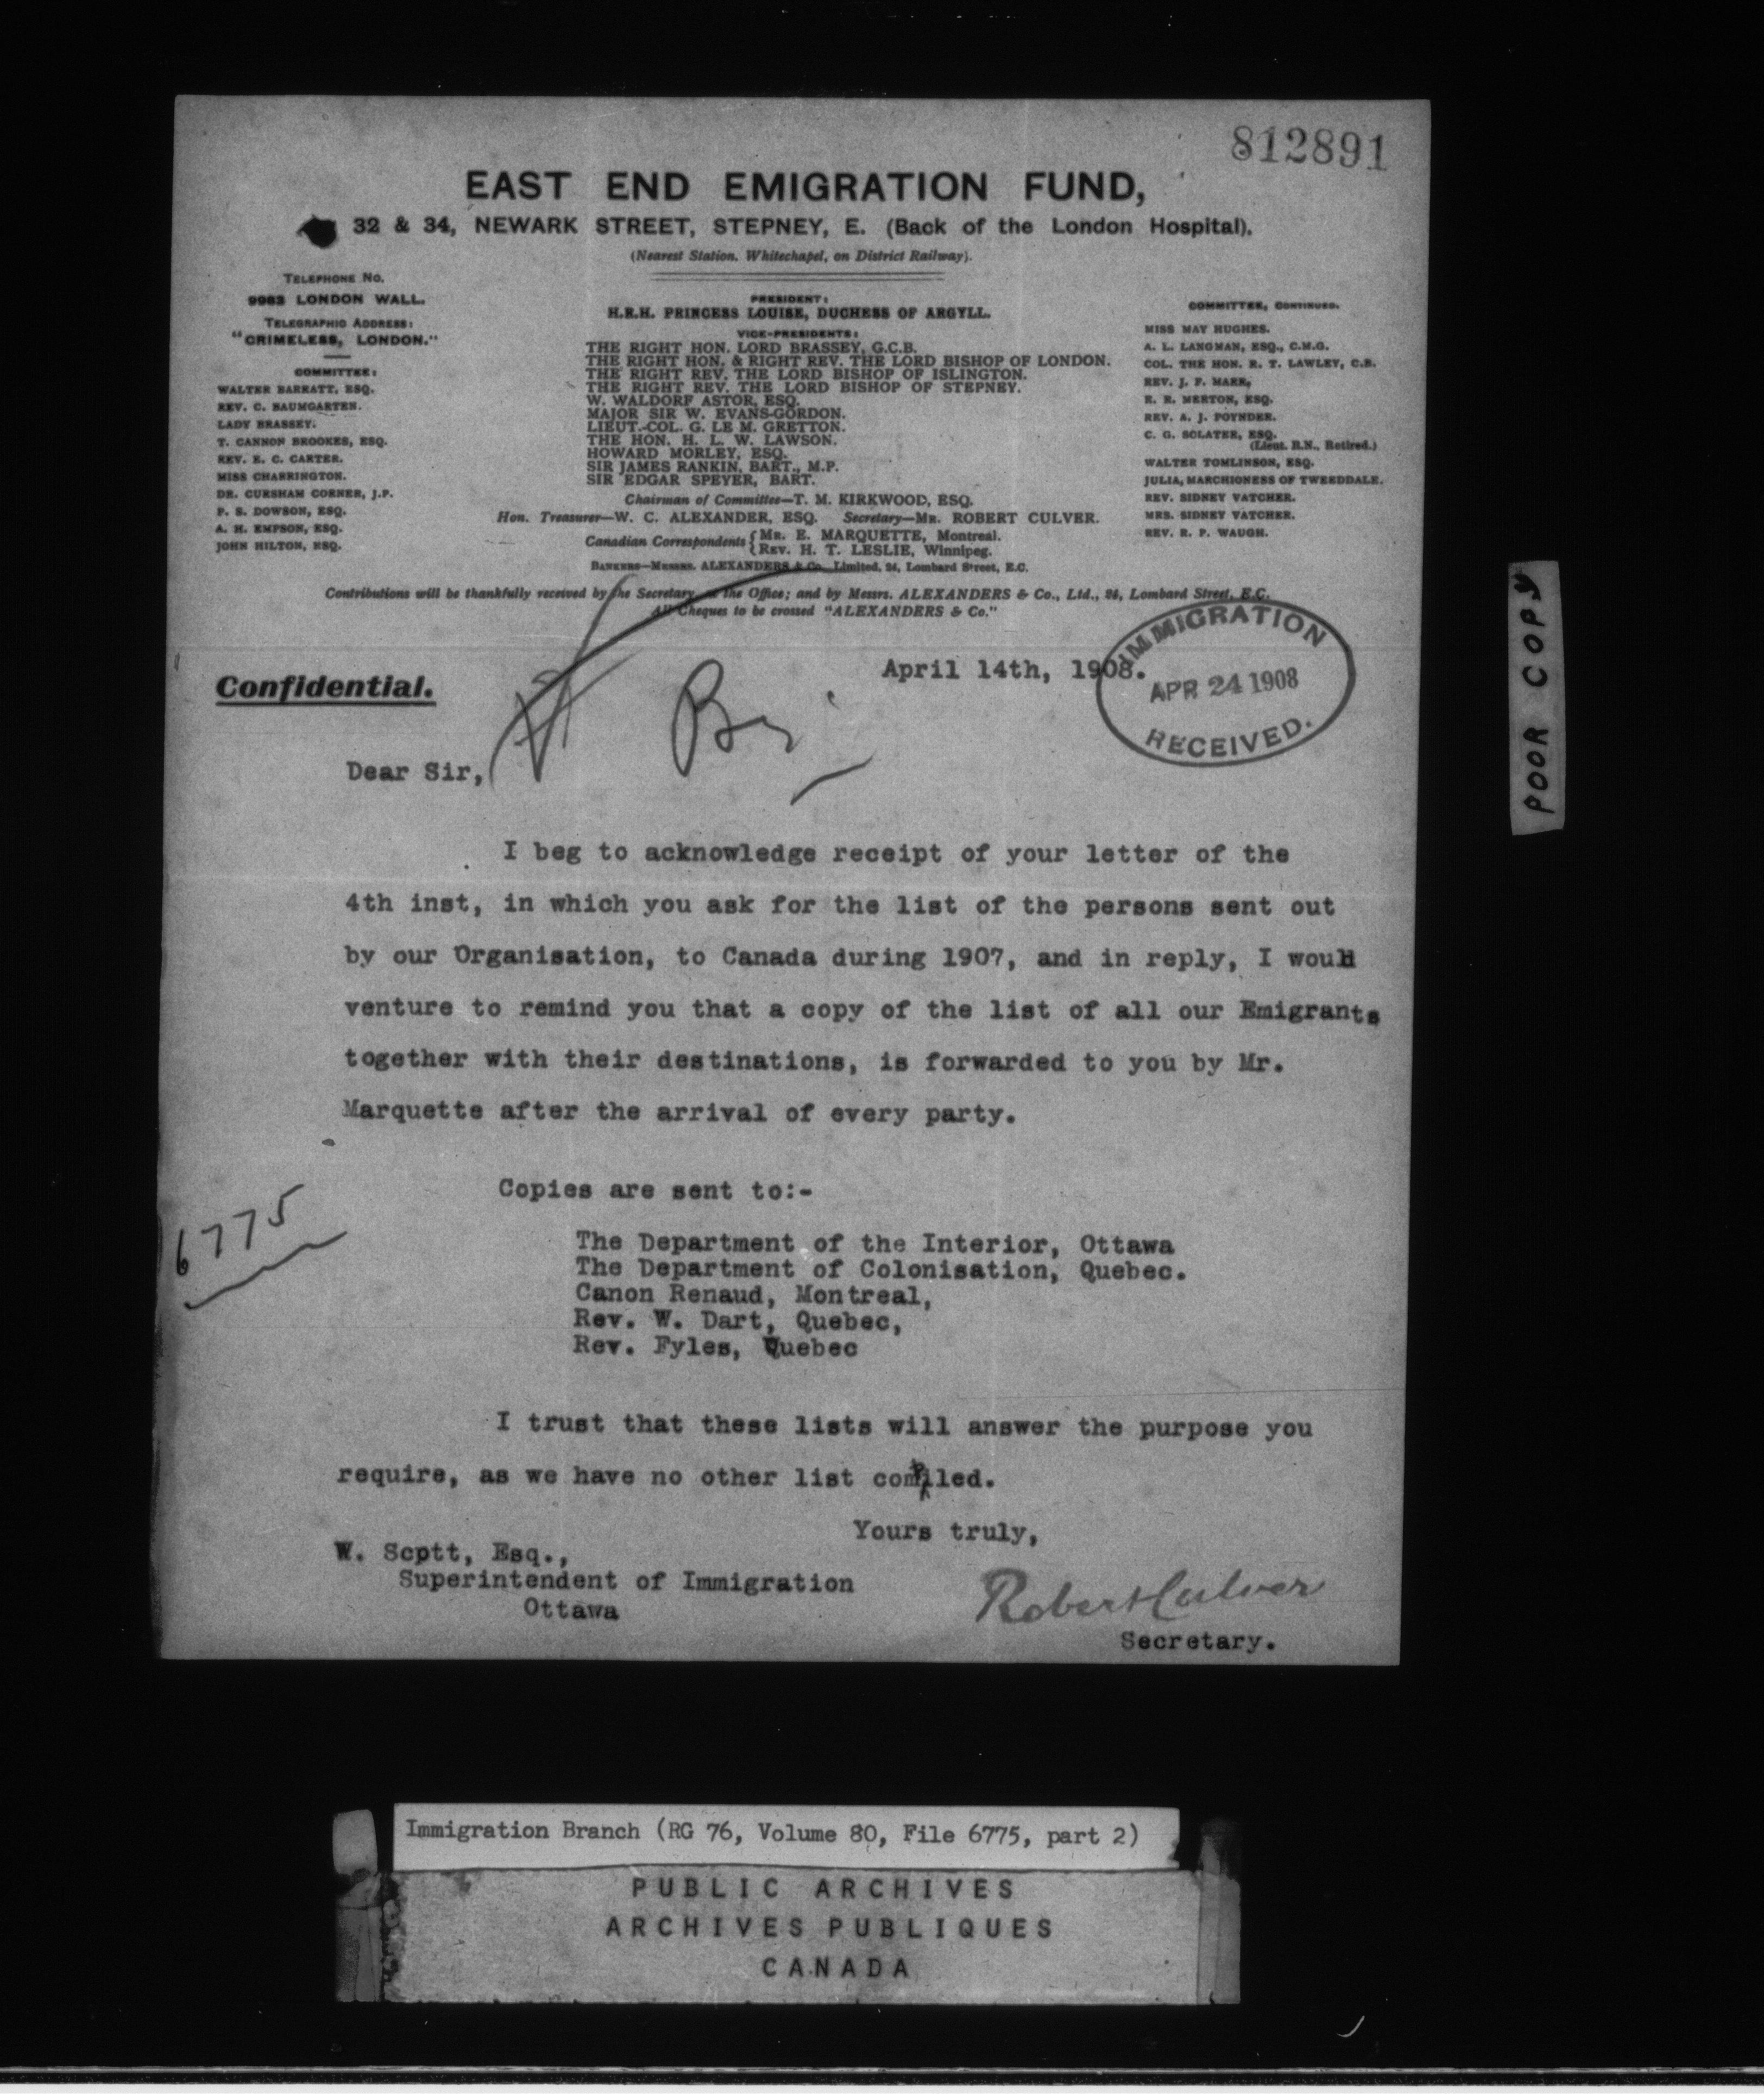 812891
EAST END EMIGRATION FUND,
32 & 34, NEWARK STREET, STEPNEY, E. (Back of the London Hospital).
(Nearest Station, Whitechapel, on District Railway).
TELEPHONE NO.
9983 LONDON WALL.
TELEGRAPHIC ADDRESS:
"CRIMELESS, LONDON."
COMMITTEE:
WALTER BARRATT, ESQ.
REV. C. BAUMGARTEN.
LADY BRASSEY.
T. CANNON BROOKES, ESQ.
REV. E. C. CARTER.
MISS CHARRINGTON.
DR. CURSHAM CORNER, J.P.
P. S. DOWSON, ESQ.
A. H. EMPSON, ESQ.
JOHN HILTON, ESQ.
PRESIDENT:
H.R.H. PRINCESS LOUISE, DUCHESS OF ARGYLL.
VICE-PRESIDENTS:
THE RIGHT HON. LORD BRASSEY, G.C.B.
THE RIGHT HON. & RIGHT REV. THE LORD BISHOP OF LONDON.
THE RIGHT REV. THE LORD BISHOP OF ISLINGTON.
THE RIGHT REV. THE LORD BISHOP OF STEPNEY.
W. WALDORF ASTOR, ESQ.
MAJOR SIR W. EVANS-GORDON.
LIEUT.-COL. G. LE M. GRETTON.
THE HON. H. L. W. LAWSON.
HOWARD MORLEY, ESQ.
SIR JAMES RANKIN, BART., M.P.
SIR EDGAR SPEYER, BART.
Chairman of Committee—T. M. KIRKWOOD, ESQ.
Hon. Treasurer—W. C. ALEXANDER, ESQ. Secretary—MR. ROBERT CULVER.
Canadian Correspondents { MR. E. MARQUETTE, Montreal.
{ REV. H. T. LESLIE, Winnipeg.
BANKERS—MESSRS. ALEXANDERS & Co., Limited, 24, Lombard Street, E.C.
COMMITTEE, CONTINUED.
MISS MAY HUGHES.
A. L. LANGMAN, ESQ., C.M.G.
COL. THE HON. R. T. LAWLEY, C.B.
REV. J. F. MARR,
R. R. MERTON, ESQ.
REV. A. J. POYNDER.
C. G. SCLATER, ESQ.
(Lieut. R.N., Retired.)
WALTER TOMLINSON, ESQ.
JULIA, MARCHIONESS OF TWEEDDALE.
REV. SIDNEY VATCHER.
MRS. SIDNEY VATCHER.
REV. R. P. WAUGH.
Contributions will be thankfully received by the Secretary, at the Office; and by Messrs. ALEXANDERS & Co., Ltd., 24, Lombard Street, E.C.
All Cheques to be crossed "ALEXANDERS & Co."
Confidential.
April 14th, 1908.
IMMIGRATION
APR 24 1908
RECEIVED.
Dear Sir,
I beg to acknowledge receipt of your letter of the
4th inst, in which you ask for the list of the persons sent out
by our Organisation, to Canada during 1907, and in reply, I would
venture to remind you that a copy of the list of all our Emigrants
together with their destinations, is forwarded to you by Mr.
Marquette after the arrival of every party.
6775
Copies are sent to:-
The Department of the Interior, Ottawa
The Department of Colonisation, Quebec.
Canon Renaud, Montreal,
Rev. W. Dart, Quebec,
Rev. Fyles, Quebec
I trust that these lists will answer the purpose you
require, as we have no other list compiled.
Yours truly,
W. Scptt, Esq.,
Superintendent of Immigration
Ottawa
Robert Culver
Secretary.
POOR COPY
Immigration Branch (RG 76, Volume 80, File 6775, part 2)
PUBLIC ARCHIVES
ARCHIVES PUBLIQUES
CANADA